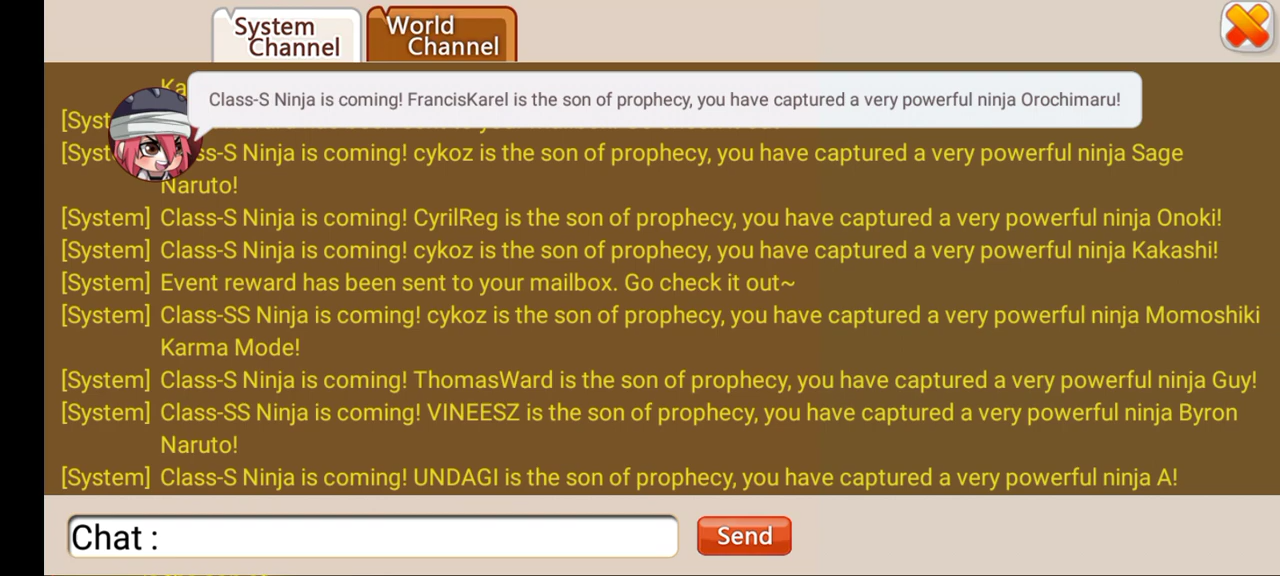 System
Channel
World
Channel
Class-S Ninja is coming! FrancisKarel is the son of prophecy, you have captured a very powerful ninja Orochimaru!
Ka
[Syst
[Syst ss-S Ninja is coming! cykoz is the son of prophecy, you have captured a very powerful ninja Sage
Naruto!
[System] Class-S Ninja is coming! CyrilReg is the son of prophecy, you have captured a very powerful ninja Onoki!
[System] Class-S Ninja is coming! cykoz is the son of prophecy, you have captured a very powerful ninja Kakashi!
[System] Event reward has been sent to your mailbox. Go check it out~
[System] Class-SS Ninja is coming! cykoz is the son of prophecy, you have captured a very powerful ninja Momoshiki
Karma Mode!
[System] Class-S Ninja is coming! ThomasWard is the son of prophecy, you have captured a very powerful ninja Guy!
[System] Class-SS Ninja is coming! VINEESZ is the son of prophecy, you have captured a very powerful ninja Byron
Naruto!
[System] Class-S Ninja is coming! UNDAGI is the son of prophecy, you have captured a very powerful ninja A!
Chat :
Send